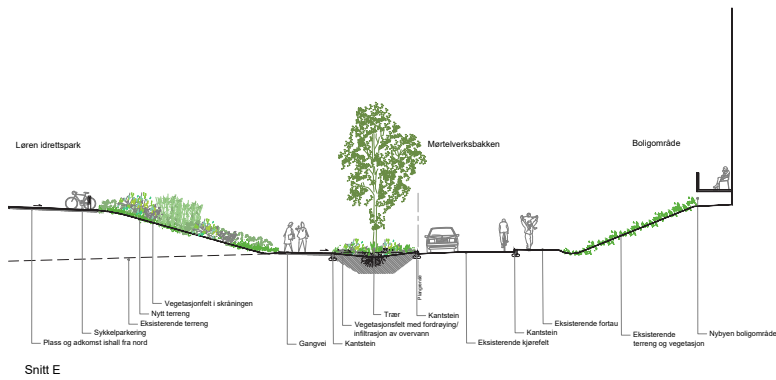 Løren idrettspark
Mørtelverksbakken
Boligområde
Plangrense
Vegetasjonfelt i skråningen
Nytt terreng
Eksisterende terreng
Sykkelparkering
Plass og adkomst ishall fra nord
Gangvei
Kantstein
Trær
Vegetasjonsfelt med fordrøying/
infiltrasjon av overvann
Kantstein
Eksisterende kjørefelt
Kantstein
Eksisterende fortau
Eksisterende
terreng og vegetasjon
Nybyen boligområde
Snitt E